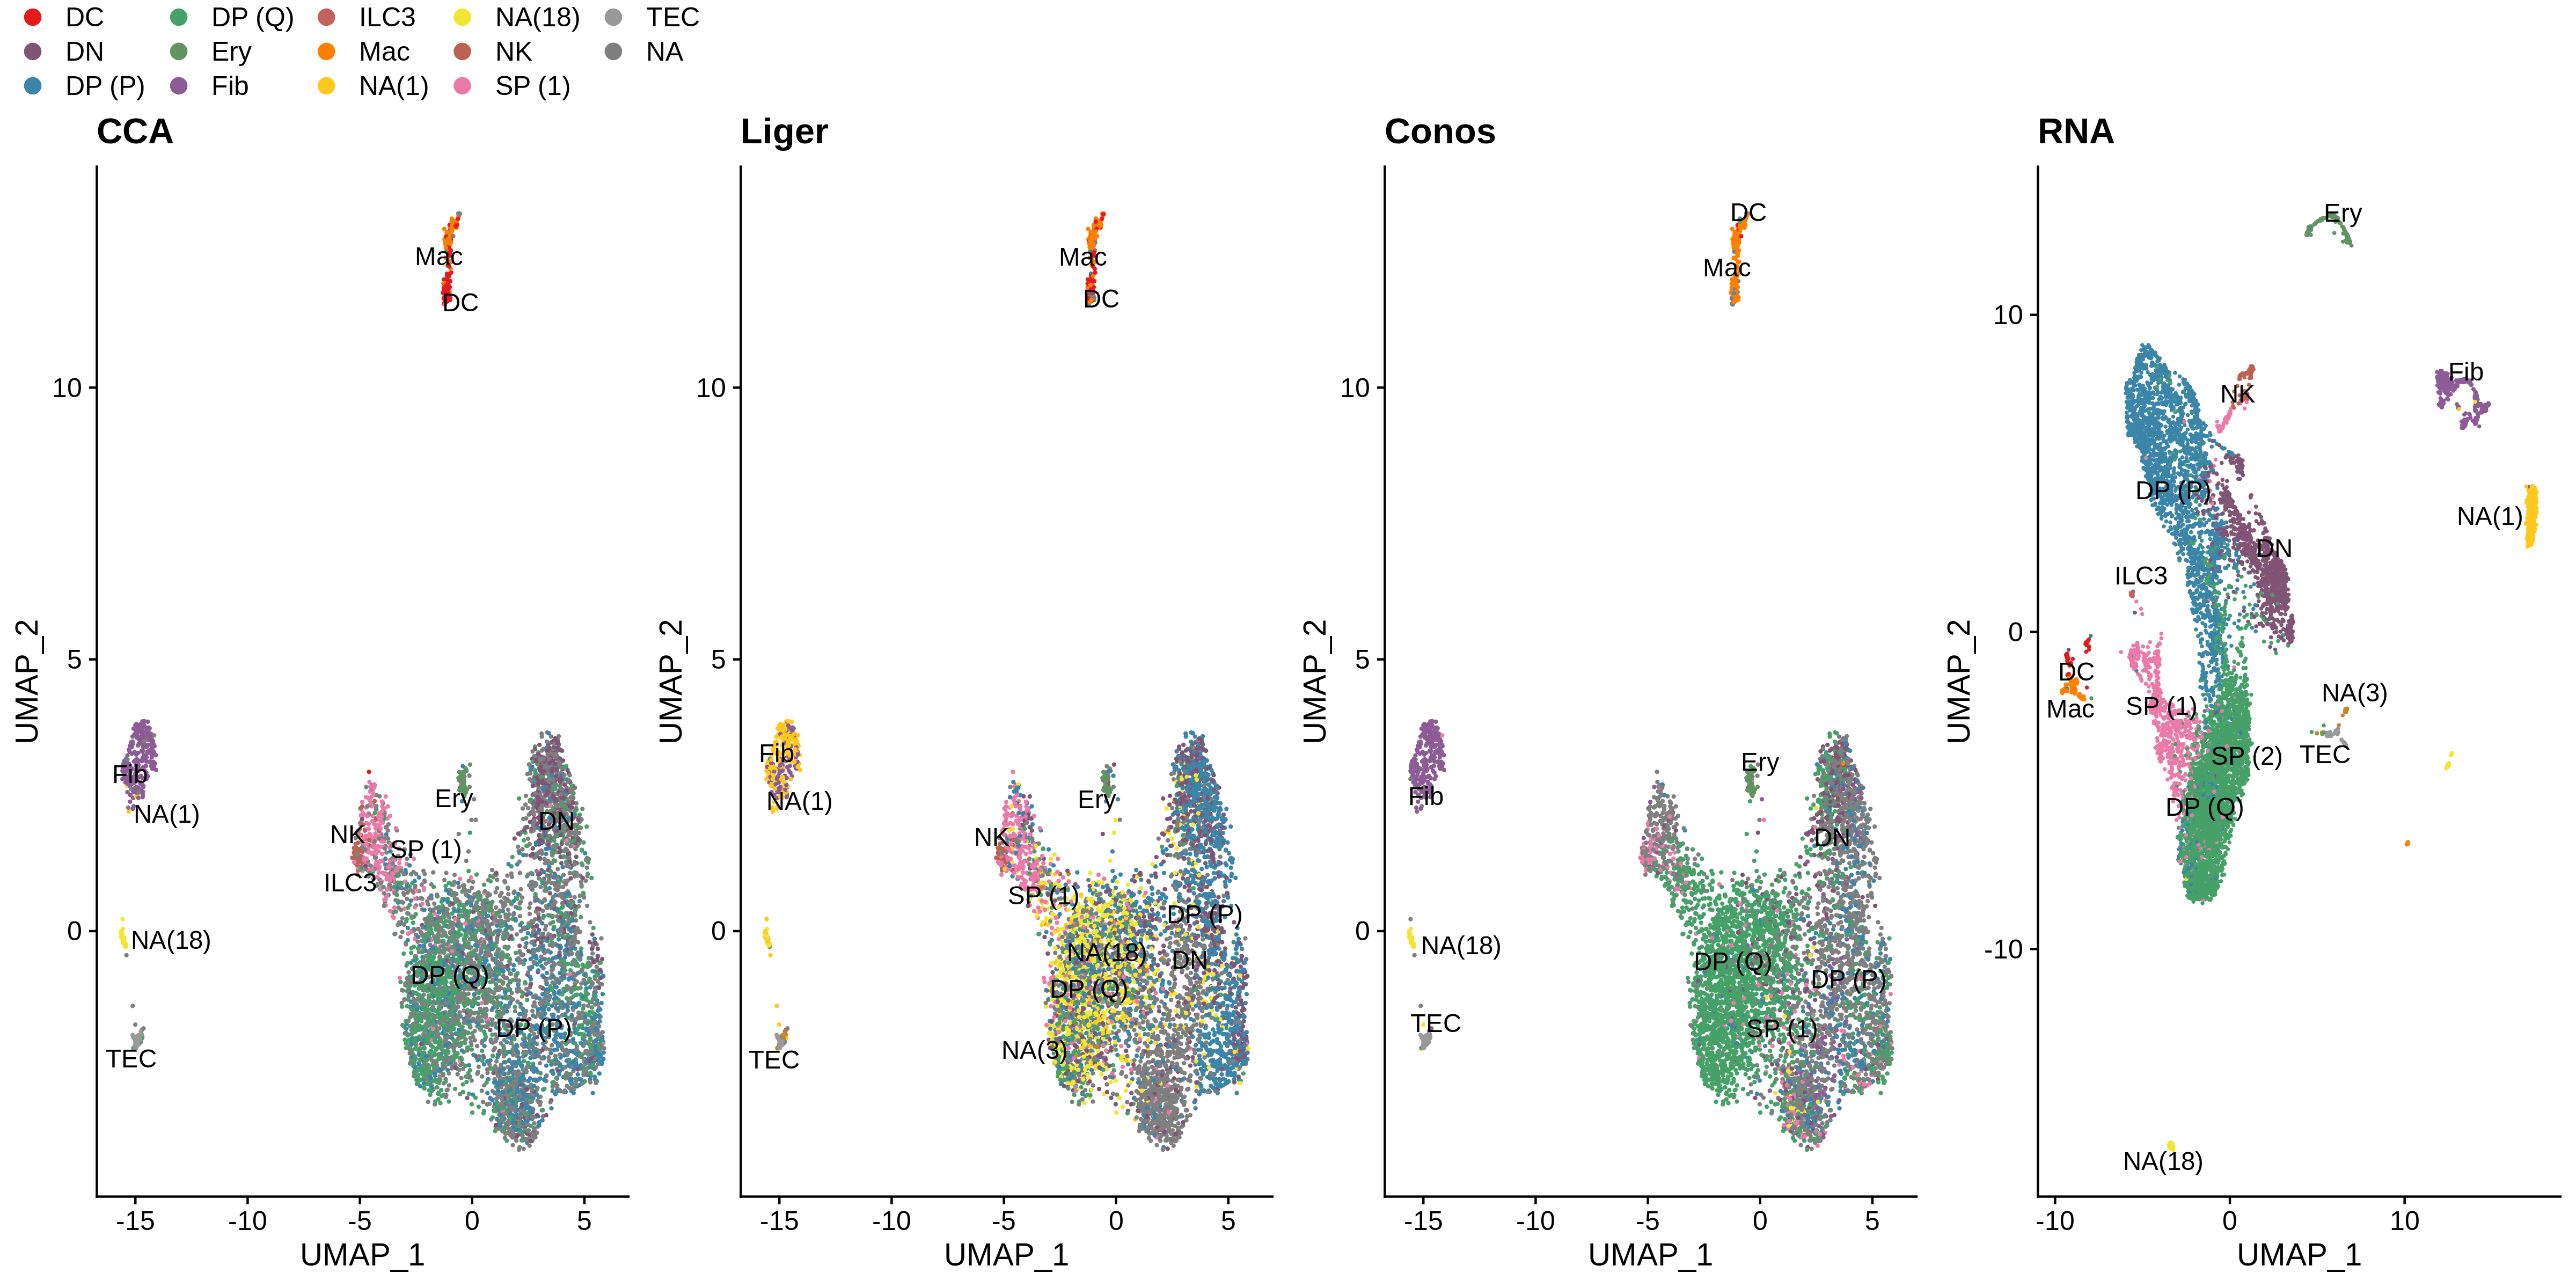 DC DP (Q) ILC3 NA(18) TEC
DN Ery Mac NK NA
DP (P) Fib NA(1) SP (1)
CCA
UMAP_2
10
5
0
-15 -10 -5 0 5
UMAP_1
Mac
DC
Fib
NA(1)
Ery
DN
NK
SP (1)
ILC3
NA(18)
DP (Q)
DP (P)
TEC
Liger
UMAP_2
10
5
0
-15 -10 -5 0 5
UMAP_1
Mac
DC
Fib
NA(1)
Ery
NK
SP (1)
DP (P)
NA(18)
DN
DP (Q)
NA(3)
TEC
Conos
UMAP_2
10
5
0
-15 -10 -5 0 5
UMAP_1
DC
Mac
Ery
Fib
DN
NA(18)
DP (Q)
DP (P)
TEC
SP (1)
RNA
UMAP_2
10
0
-10
-10 0 10
UMAP_1
Ery
Fib
NK
DP (P)
NA(1)
DN
ILC3
DC
NA(3)
SP (1)
Mac
SP (2)
TEC
DP (Q)
NA(18)